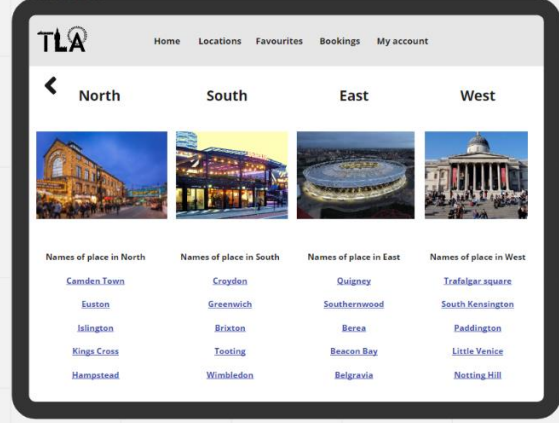 TLA
Home Locations Favourites Bookings My account
North South East West
Names of place in North Names of place in South Names of place in East Names of place in West
Camden Town Croydon Quigney Trafalgar square
Euston Greenwich Southernwood South Kensington
Islington Brixton Berea Paddington
Kings Cross Tooting Beacon Bay Little Venice
Hampstead Wimbledon Belgravia Notting Hill